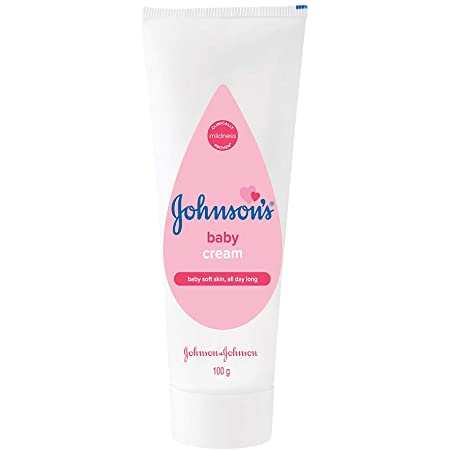 CLINICALLY
mildness
PROVEN*
Johnson's®
baby
cream
baby soft skin, all day long
Johnson & Johnson
100 g